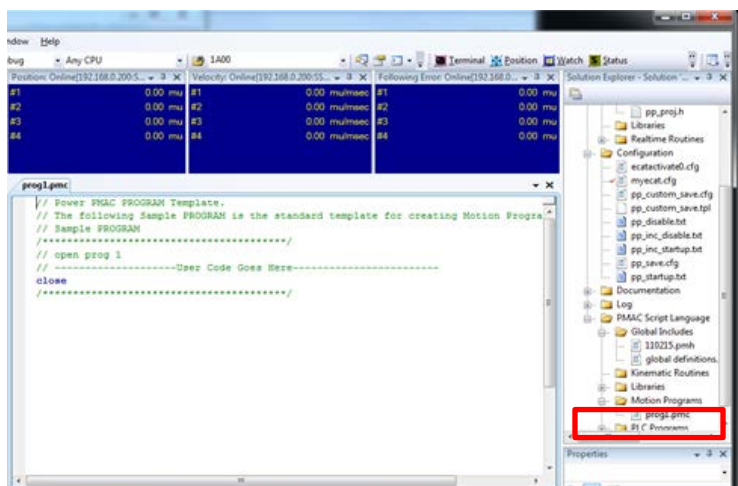 ndow Help
bug Any CPU 1A00 Terminal Position Watch Status
Position: Online[192.168.0.200:S... Velocity: Online[192.168.0.200:SS... Following Error: Online[192.168.0... Solution Explorer - Solution '...
#1 0.00 mu #1 0.00 mu/msec #1 0.00 mu
#2 0.00 mu #2 0.00 mu/msec #2 0.00 mu
#3 0.00 mu #3 0.00 mu/msec #3 0.00 mu
#4 0.00 mu #4 0.00 mu/msec #4 0.00 mu
prog1.pmc
// Power PMAC PROGRAM Template.
// The following Sample PROGRAM is the standard template for creating Motion Progra
// Sample PROGRAM
/******************************************/
// open prog 1
// --------------------User Code Goes Here------------------------
close
/******************************************/
pp_proj.h
Libraries
Realtime Routines
Configuration
ecatactivate0.cfg
myecat.cfg
pp_custom_save.cfg
pp_custom_save.tpl
pp_disable.txt
pp_inc_disable.txt
pp_inc_startup.txt
pp_save.cfg
pp_startup.txt
Documentation
Log
PMAC Script Language
Global Includes
110215.pmh
global definitions.
Kinematic Routines
Libraries
Motion Programs
prog1.pmc
PLC Programs
Properties